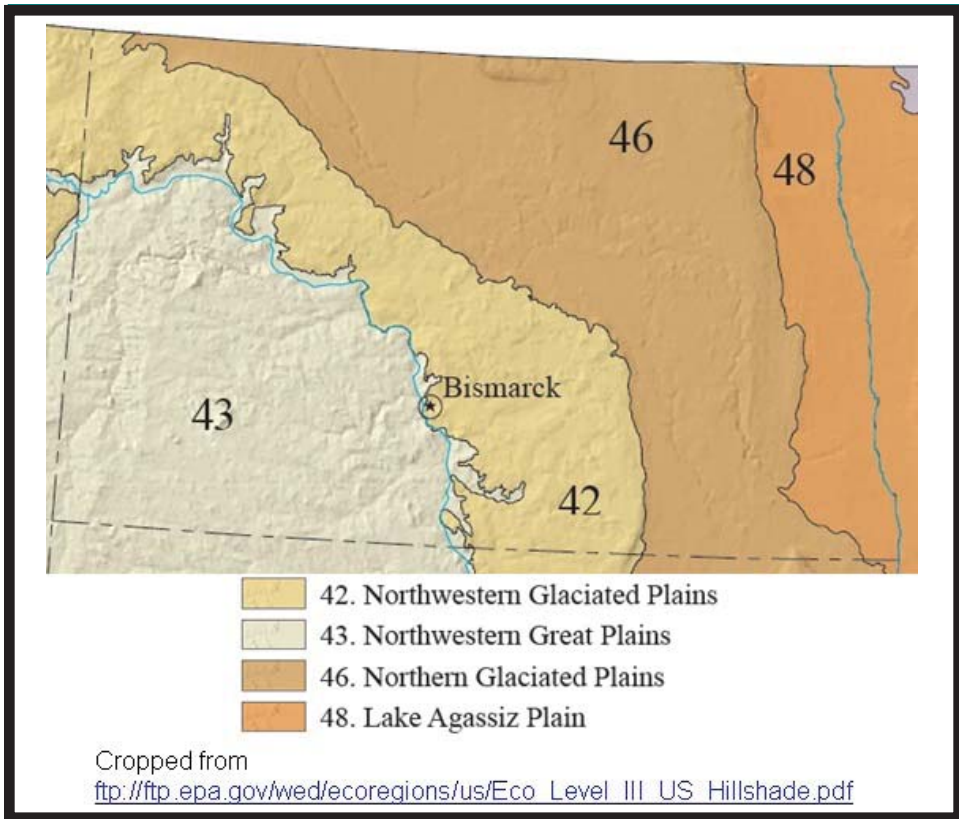 46
48
Bismarck
43
42
42. Northwestern Glaciated Plains
43. Northwestern Great Plains
46. Northern Glaciated Plains
48. Lake Agassiz Plain
Cropped from
ftp://ftp.epa.gov/wed/ecoregions/us/Eco_Level_III_US_Hillshade.pdf